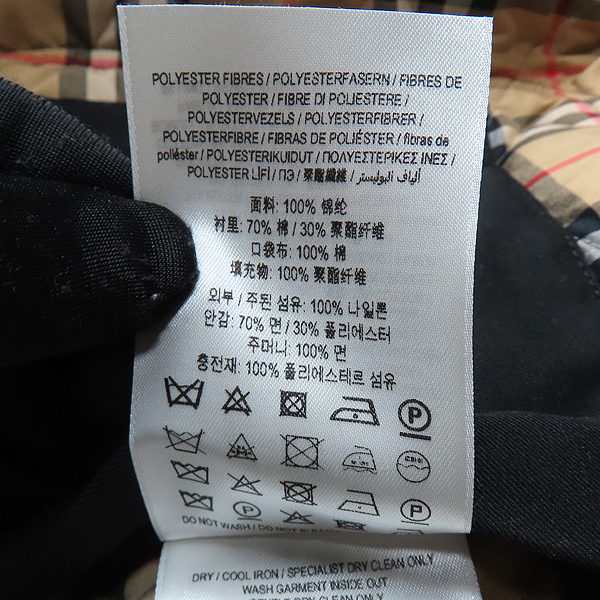 POLYESTER FIBRES / POLYESTERFASERN / FIBRES DE
POLYESTER / FIBRE DI POLIESTERE /
POLYESTERVEZELS / POLYESTERFIBRER /
POLYESTERFIBRE / FIBRAS DE POLIÉSTER / fibras de
poliéster / POLYESTERIKUIDUT / ΠΟΛΥΕΣΤΕΡΙΚΕΣ ΙΝΕΣ /
POLYESTER LİFİ / ПЭ / 聚酯纖維 / ألياف البوليستر
面料: 100% 锦纶
衬里: 70% 棉 / 30% 聚酯纤维
口袋布: 100% 棉
填充物: 100% 聚酯纤维
외부 / 주된 섬유: 100% 나일론
안감: 70% 면 / 30% 폴리에스터
주머니: 100% 면
충전재: 100% 폴리에스테르 섬유
P
P
P
DO NOT WASH / DO NOT
DRY / COOL IRON / SPECIALIST DRY CLEAN ONLY
WASH GARMENT INSIDE OUT